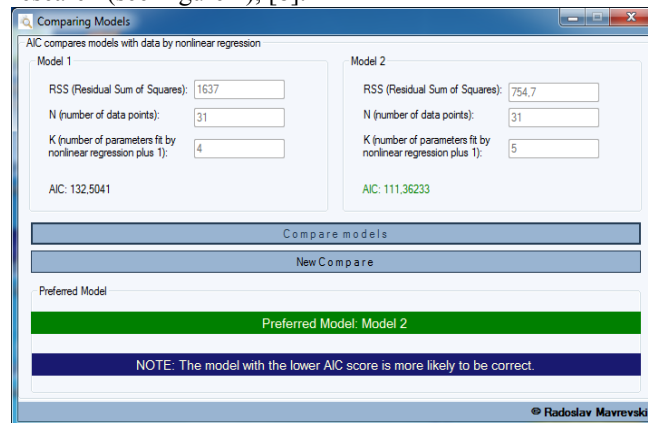 Comparing Models
AIC compares models with data by nonlinear regression
Model 1
RSS (Residual Sum of Squares): 1637
N (number of data points): 31
K (number of parameters fit by
nonlinear regression plus 1): 4
AIC: 132,5041
Model 2
RSS (Residual Sum of Squares): 754,7
N (number of data points): 31
K (number of parameters fit by
nonlinear regression plus 1): 5
AIC: 111,36233
Compare models
New Compare
Preferred Model
Preferred Model: Model 2
NOTE: The model with the lower AIC score is more likely to be correct.
© Radoslav Mavrevski